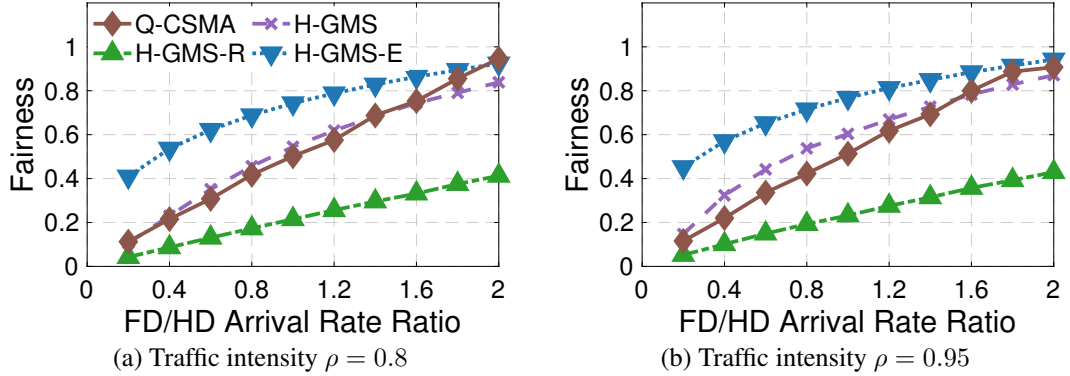 Q-CSMA H-GMS
H-GMS-R H-GMS-E
Fairness
1
0.8
0.6
0.4
0.2
0
0 0.4 0.8 1.2 1.6 2
FD/HD Arrival Rate Ratio
(a) Traffic intensity ρ = 0.8
Fairness
1
0.8
0.6
0.4
0.2
0
0 0.4 0.8 1.2 1.6 2
FD/HD Arrival Rate Ratio
(b) Traffic intensity ρ = 0.95